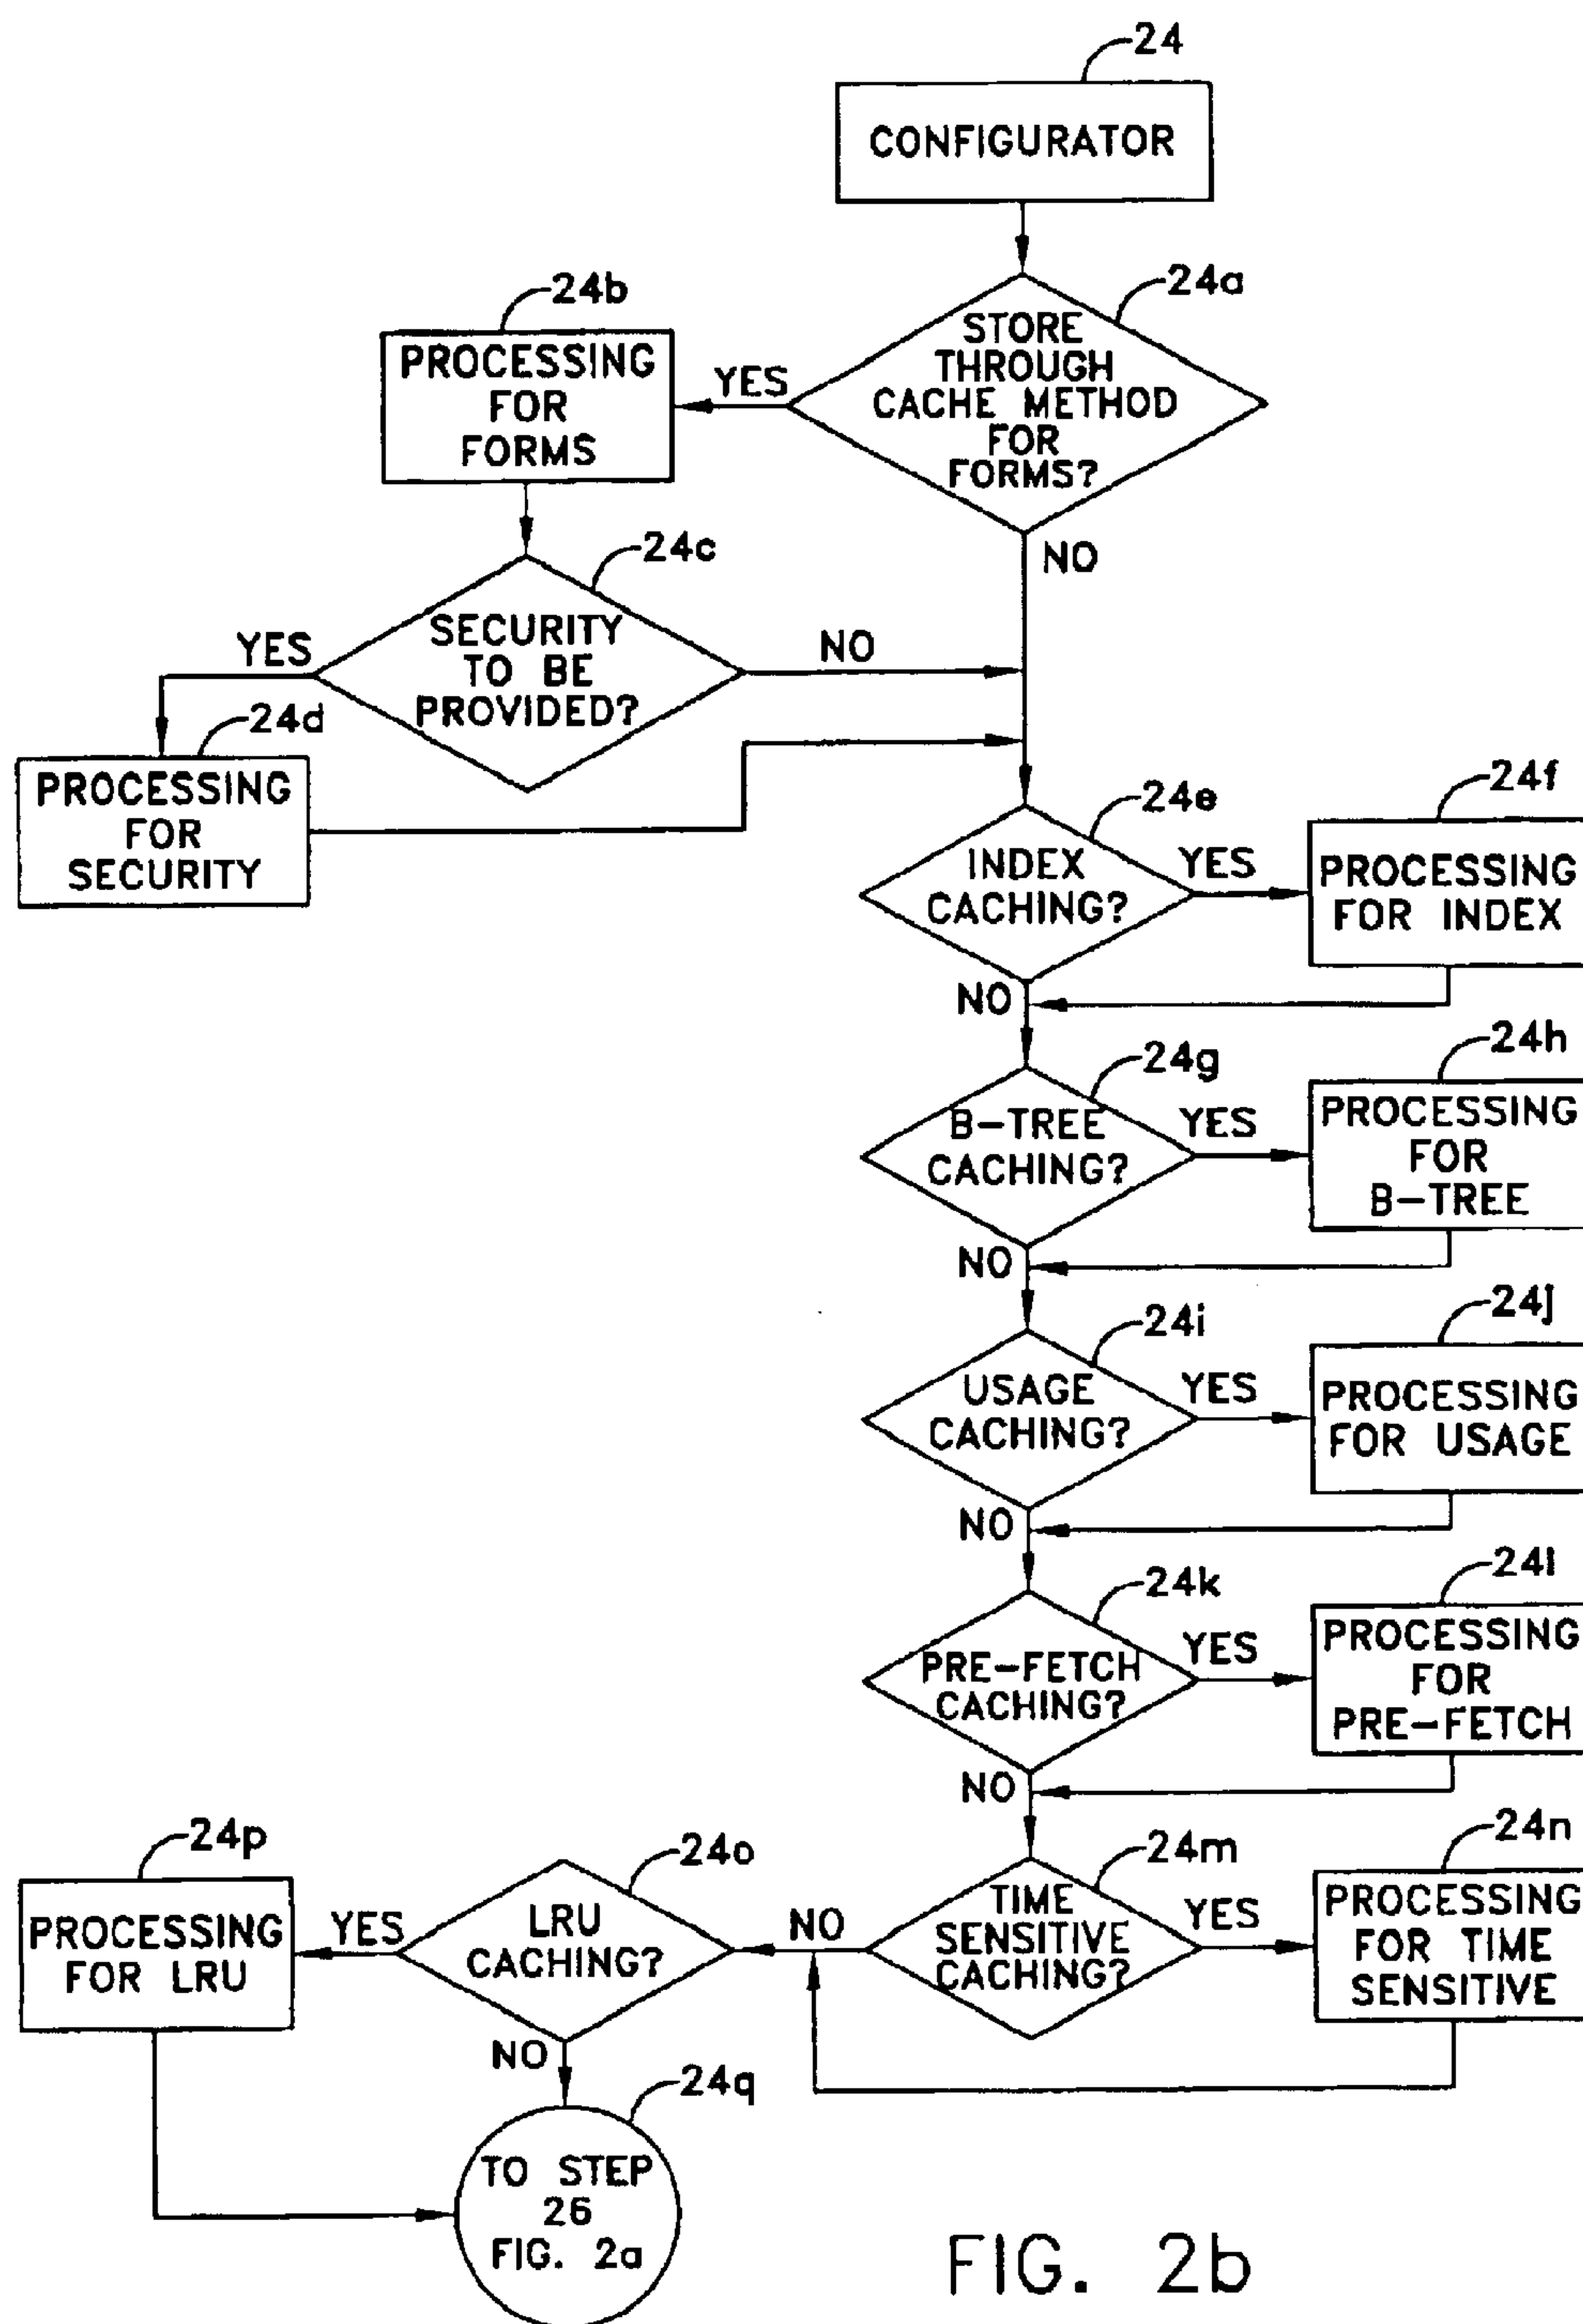 24
CONFIGURATOR
24a
STORE
THROUGH
CACHE METHOD
FOR
FORMS?
YES
NO
24b
PROCESSING
FOR
FORMS
24c
SECURITY
TO BE
PROVIDED?
YES
NO
24d
PROCESSING
FOR
SECURITY
24e
INDEX
CACHING?
YES
NO
24f
PROCESSING
FOR INDEX
24g
B-TREE
CACHING?
YES
NO
24h
PROCESSING
FOR
B-TREE
24i
USAGE
CACHING?
YES
NO
24j
PROCESSING
FOR USAGE
24k
PRE-FETCH
CACHING?
YES
NO
24l
PROCESSING
FOR
PRE-FETCH
24m
TIME
SENSITIVE
CACHING?
YES
NO
24n
PROCESSING
FOR TIME
SENSITIVE
24o
LRU
CACHING?
YES
NO
24p
PROCESSING
FOR LRU
24q
TO STEP
26
FIG. 2a
FIG. 2b